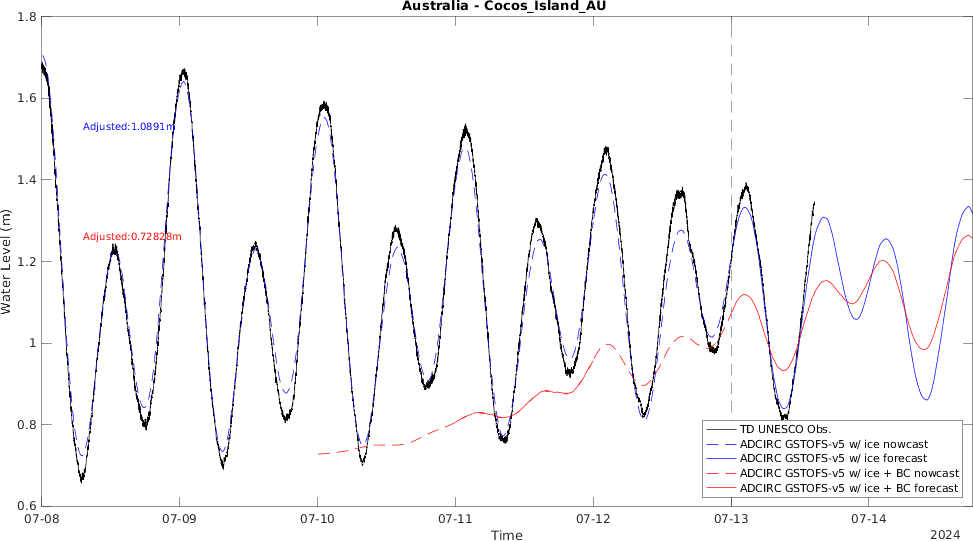 Australia - Cocos_Island_AU
1.8
1.6
1.4
1.2
1
0.8
0.6
Water Level (m)
Adjusted:1.0891m
Adjusted:0.72828m
TD UNESCO Obs.
ADCIRC GSTOFS-v5 w/ ice nowcast
ADCIRC GSTOFS-v5 w/ ice forecast
ADCIRC GSTOFS-v5 w/ ice + BC nowcast
ADCIRC GSTOFS-v5 w/ ice + BC forecast
07-08 07-09 07-10 07-11 07-12 07-13 07-14
Time
2024